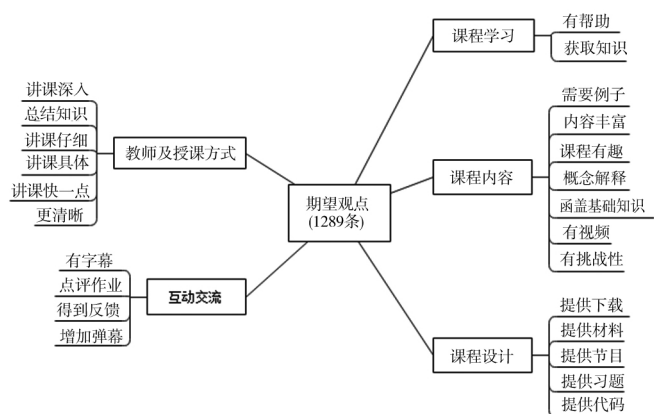 课程学习
有帮助
获取知识
讲课深入
总结知识
讲课仔细
讲课具体
讲课快一点
更清晰
教师及授课方式
期望观点
(1289条)
课程内容
需要例子
内容丰富
课程有趣
概念解释
函盖基础知识
有视频
有挑战性
有字幕
点评作业
得到反馈
增加弹幕
互动交流
课程设计
提供下载
提供材料
提供节目
提供习题
提供代码